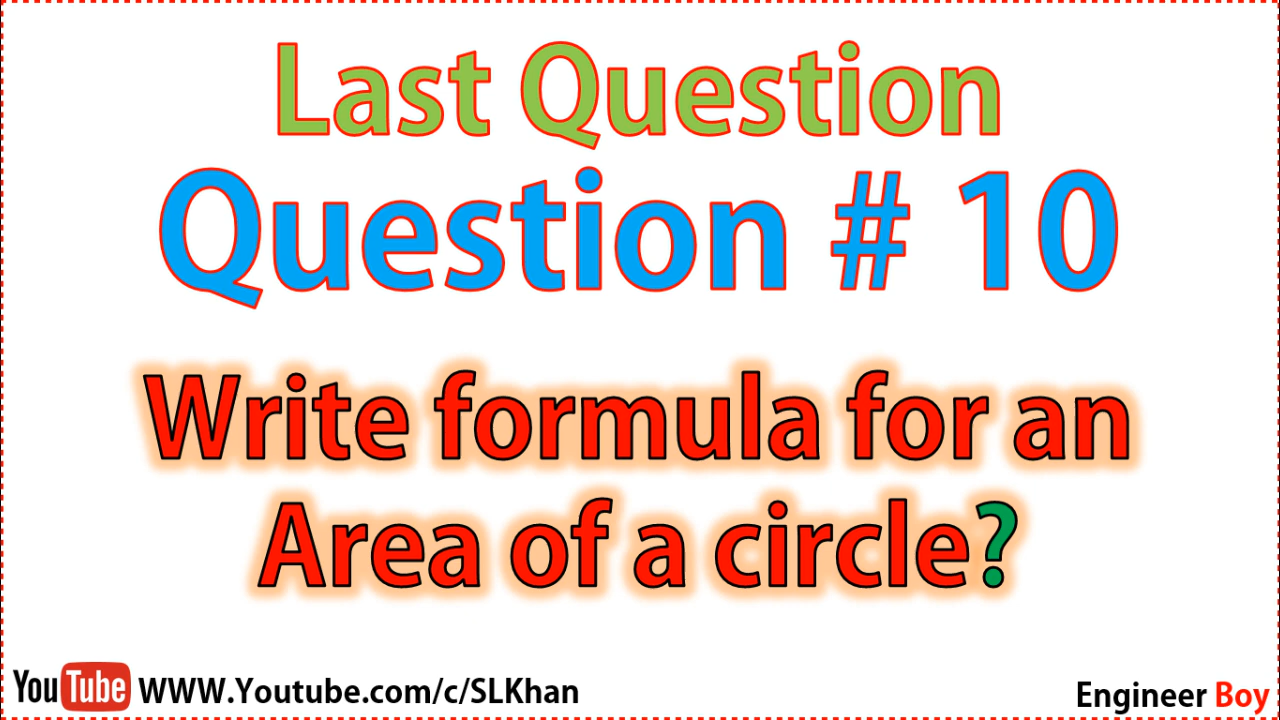 Last Question
Question # 10
Write formula for an
Area of a circle?
YouTube WWW.Youtube.com/c/SLKhan
Engineer Boy